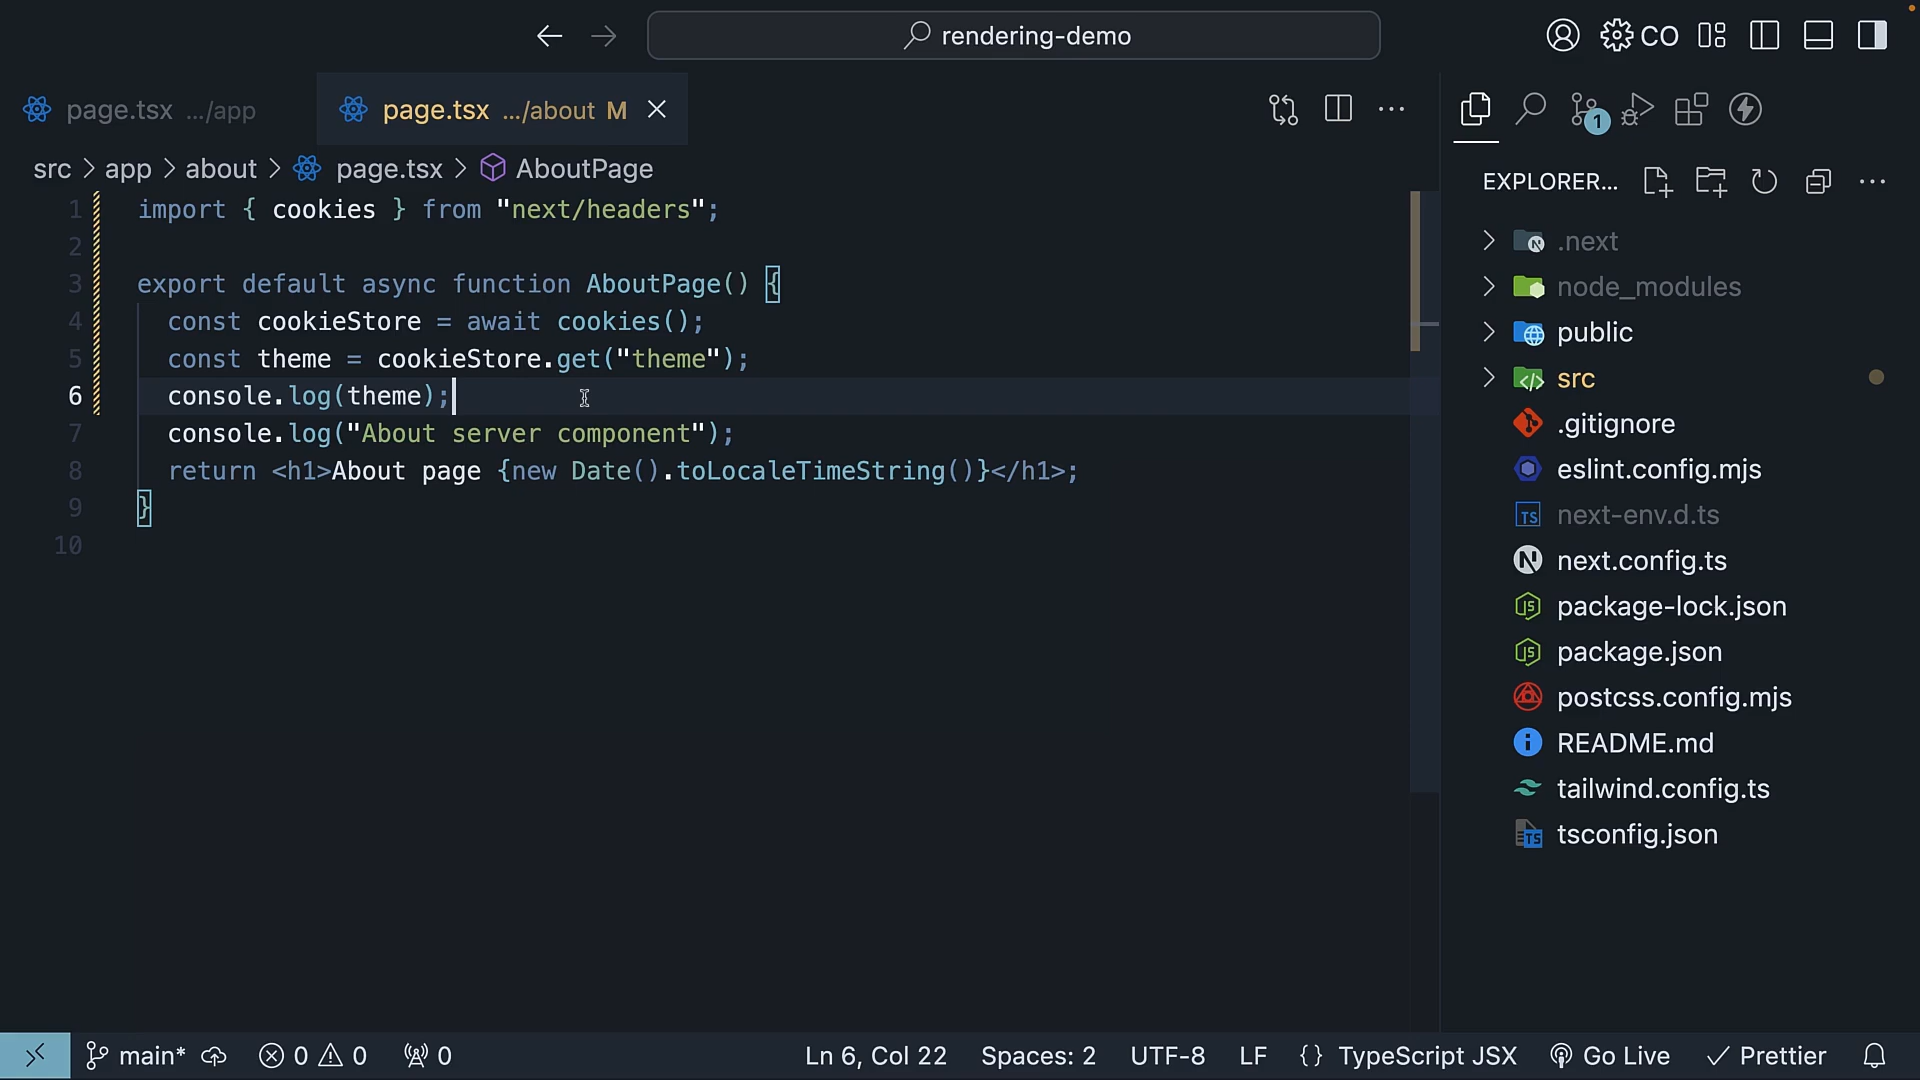 rendering-demo
CO
page.tsx .../app
page.tsx .../about M
src > app > about > page.tsx > AboutPage
1 import { cookies } from "next/headers";
2
3 export default async function AboutPage() {
4 const cookieStore = await cookies();
5 const theme = cookieStore.get("theme");
6 console.log(theme);
7 console.log("About server component");
8 return <h1>About page {new Date().toLocaleTimeString()}</h1>;
9 }
10
1
EXPLORER...
.next
node_modules
public
src
.gitignore
eslint.config.mjs
next-env.d.ts
next.config.ts
package-lock.json
package.json
postcss.config.mjs
README.md
tailwind.config.ts
tsconfig.json
main* 0 0 0 Ln 6, Col 22 Spaces: 2 UTF-8 LF {} TypeScript JSX Go Live Prettier